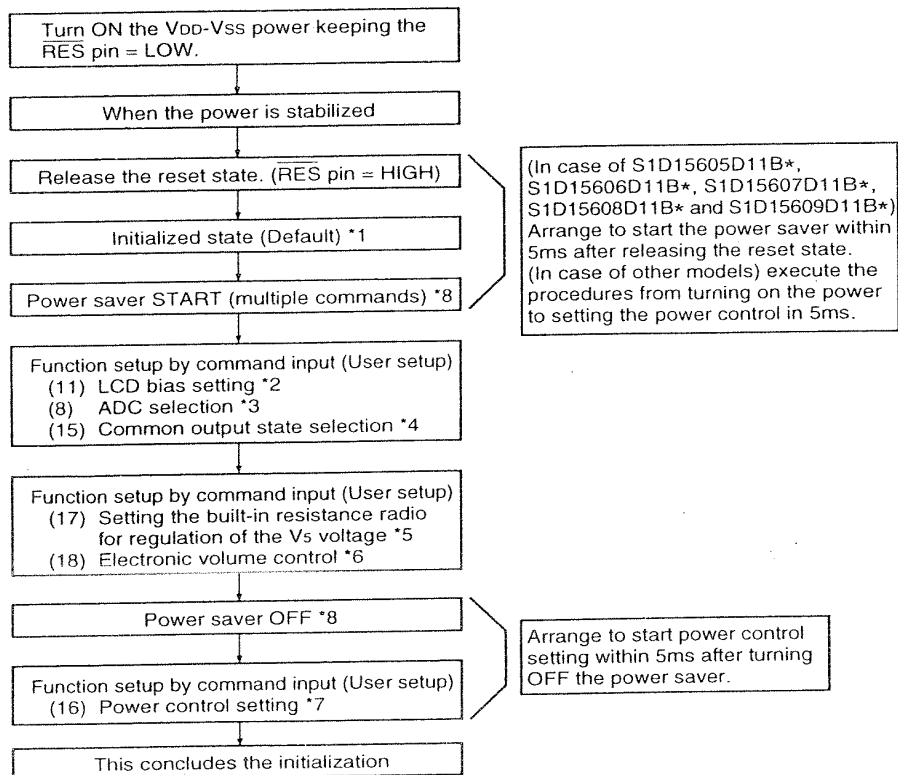 Turn ON the VDD-VSS power keeping the
RES pin = LOW.
When the power is stabilized
Release the reset state. (RES pin = HIGH)
Initialized state (Default) *1
Power saver START (multiple commands) *8
(In case of S1D15605D11B*,
S1D15606D11B*, S1D15607D11B*,
S1D15608D11B* and S1D15609D11B*)
Arrange to start the power saver within
5ms after releasing the reset state.
(In case of other models) execute the
procedures from turning on the power
to setting the power control in 5ms.
Function setup by command input (User setup)
(11) LCD bias setting *2
(8) ADC selection *3
(15) Common output state selection *4
Function setup by command input (User setup)
(17) Setting the built-in resistance radio
for regulation of the V5 voltage *5
(18) Electronic volume control *6
Power saver OFF *8
Function setup by command input (User setup)
(16) Power control setting *7
Arrange to start power control
setting within 5ms after turning
OFF the power saver.
This concludes the initialization